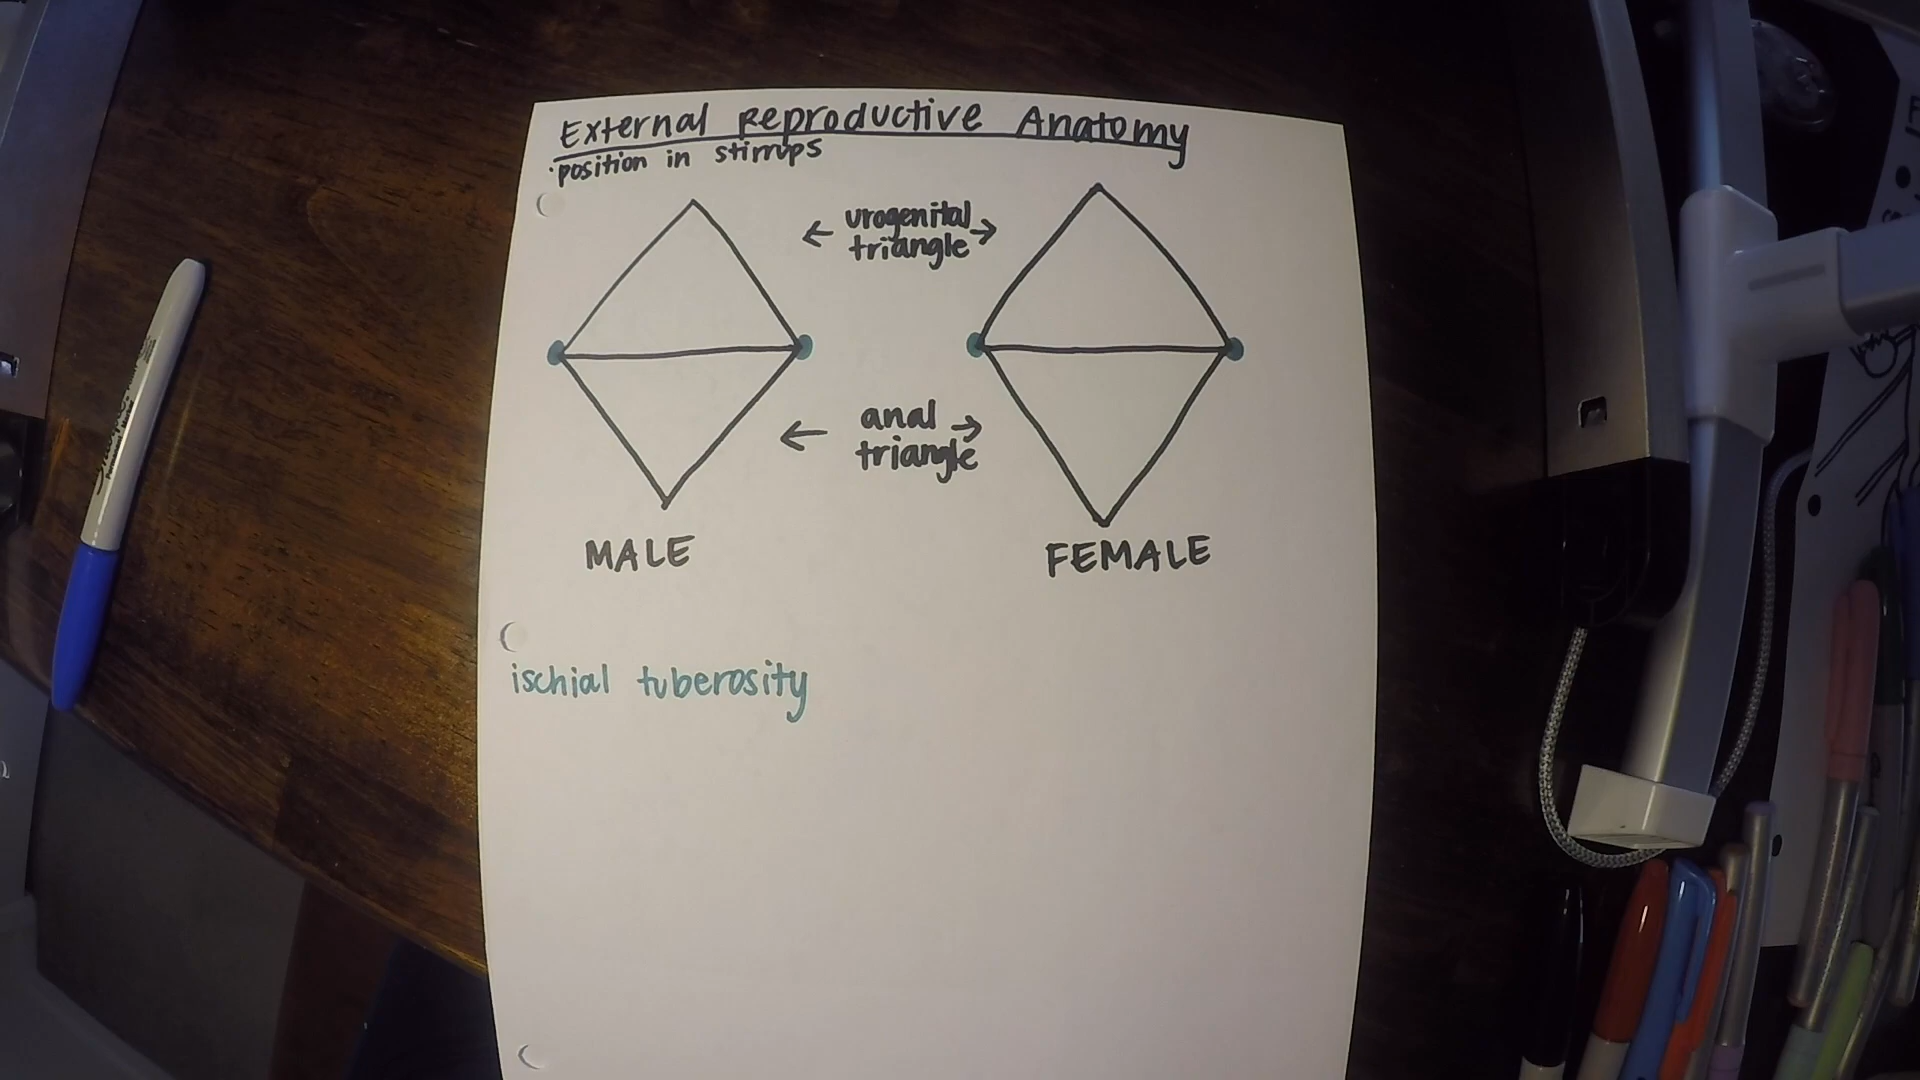 External Reproductive Anatomy
·position in stirrups
← urogenital →
triangle
← anal →
triangle
MALE
FEMALE
ischial tuberosity